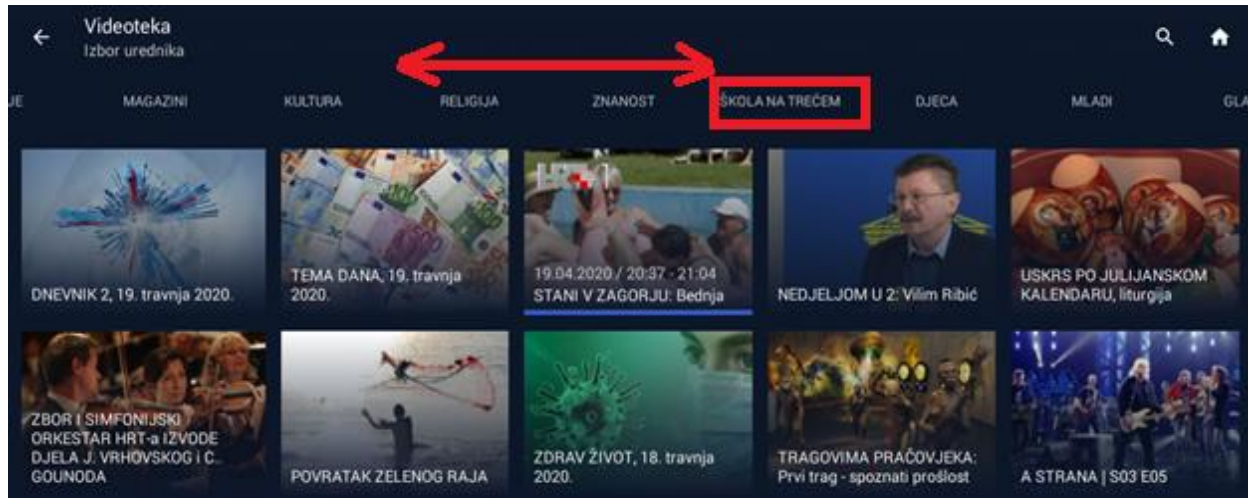 Videoteka
Izbor urednika
JE MAGAZINI KULTURA RELIGIJA ZNANOST ŠKOLA NA TREĆEM DJECA MLADI GLA
DNEVNIK 2, 19. travnja 2020.
TEMA DANA, 19. travnja
2020.
19.04.2020 / 20:37 - 21:04
STANI V ZAGORJU: Bednja
NEDJELJOM U 2: Vilim Ribić
USKRS PO JULIJANSKOM
KALENDARU, liturgija
ZBOR I SIMFONIJSKI
ORKESTAR HRT-a IZVODE
DJELA J. VRHOVSKOG i C.
GOUNODA
POVRATAK ZELENOG RAJA
ZDRAV ŽIVOT, 18. travnja
2020.
TRAGOVIMA PRAČOVJEKA:
Prvi trag - spoznati prošlost
A STRANA | S03 E05